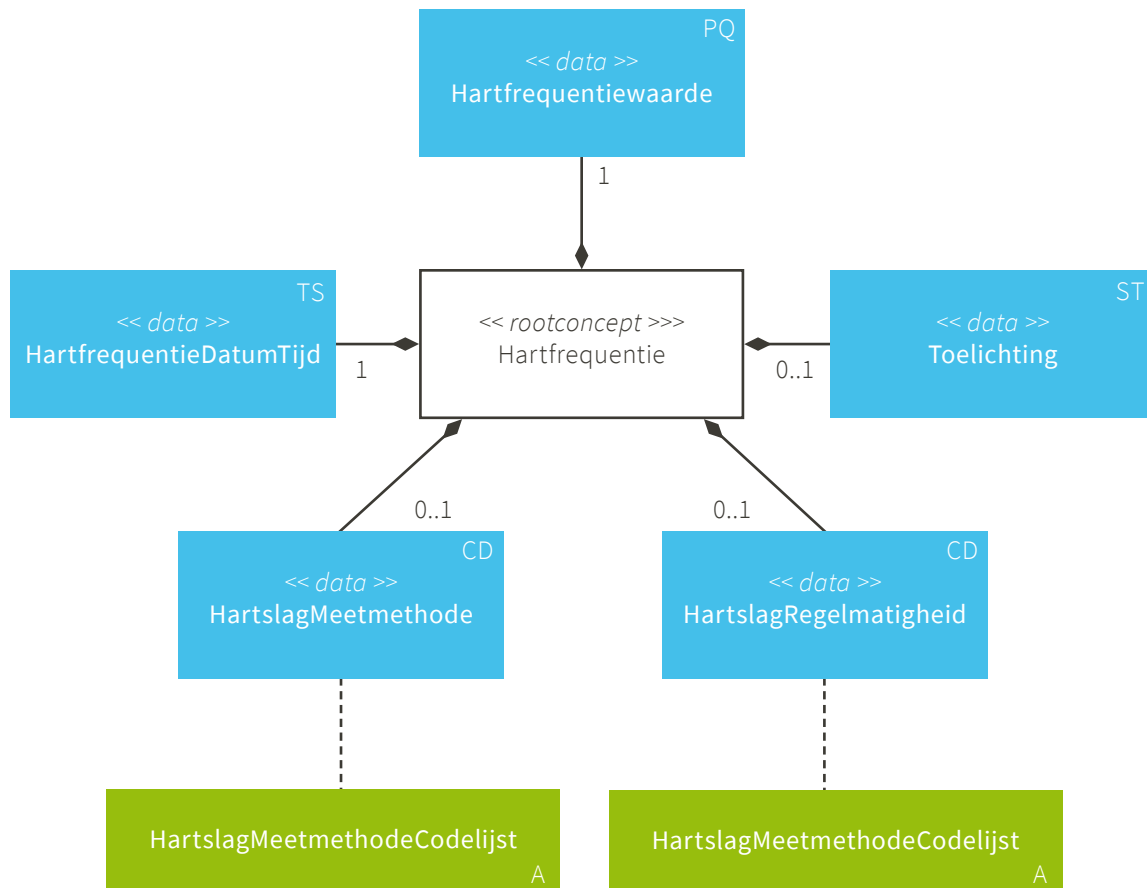 PQ
<< data >>
Hartfrequentiewaarde
1
TS
<< data >>
HartfrequentieDatumTijd
1
<< rootconcept >>>
Hartfrequentie
ST
<< data >>
Toelichting
0..1
0..1
0..1
CD
<< data >>
HartslagMeetmethode
CD
<< data >>
HartslagRegelmatigheid
HartslagMeetmethodeCodelijst
A
HartslagMeetmethodeCodelijst
A